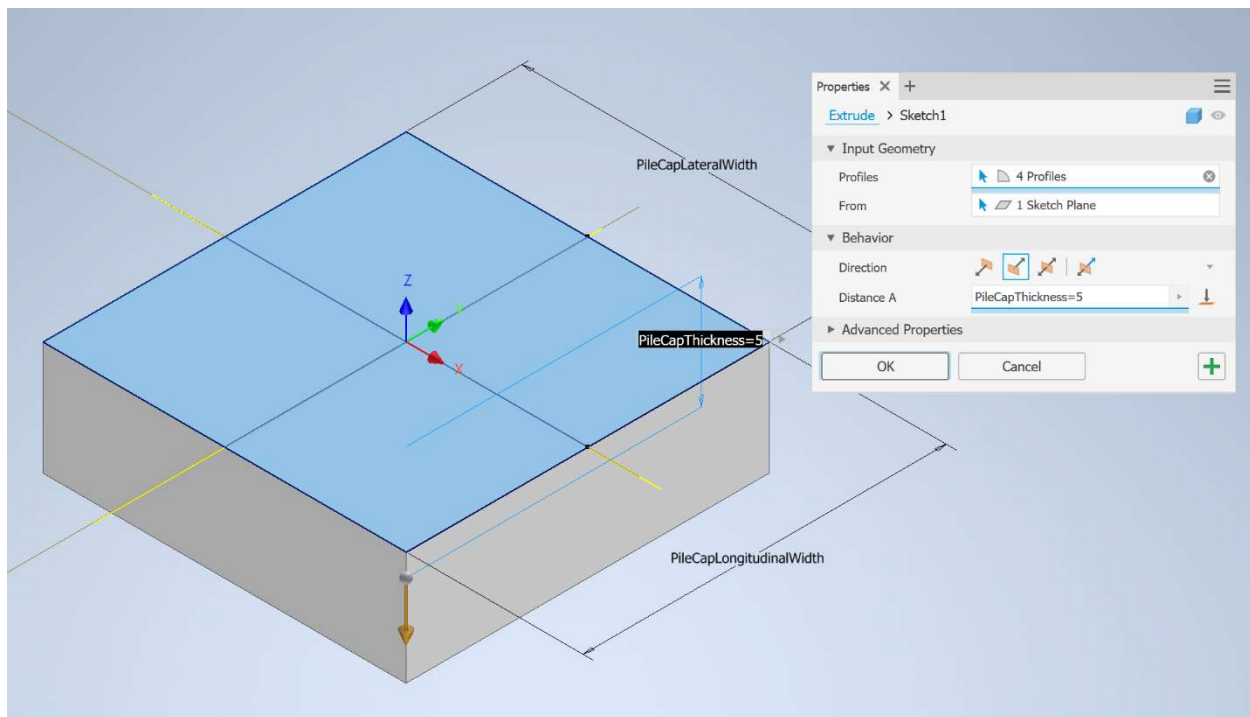 PileCapLateralWidth
Z
Y
X
PileCapThickness=5
PileCapLongitudinalWidth
Properties
Extrude > Sketch1
Input Geometry
Profiles 4 Profiles
From 1 Sketch Plane
Behavior
Direction
Distance A PileCapThickness=5
Advanced Properties
OK Cancel